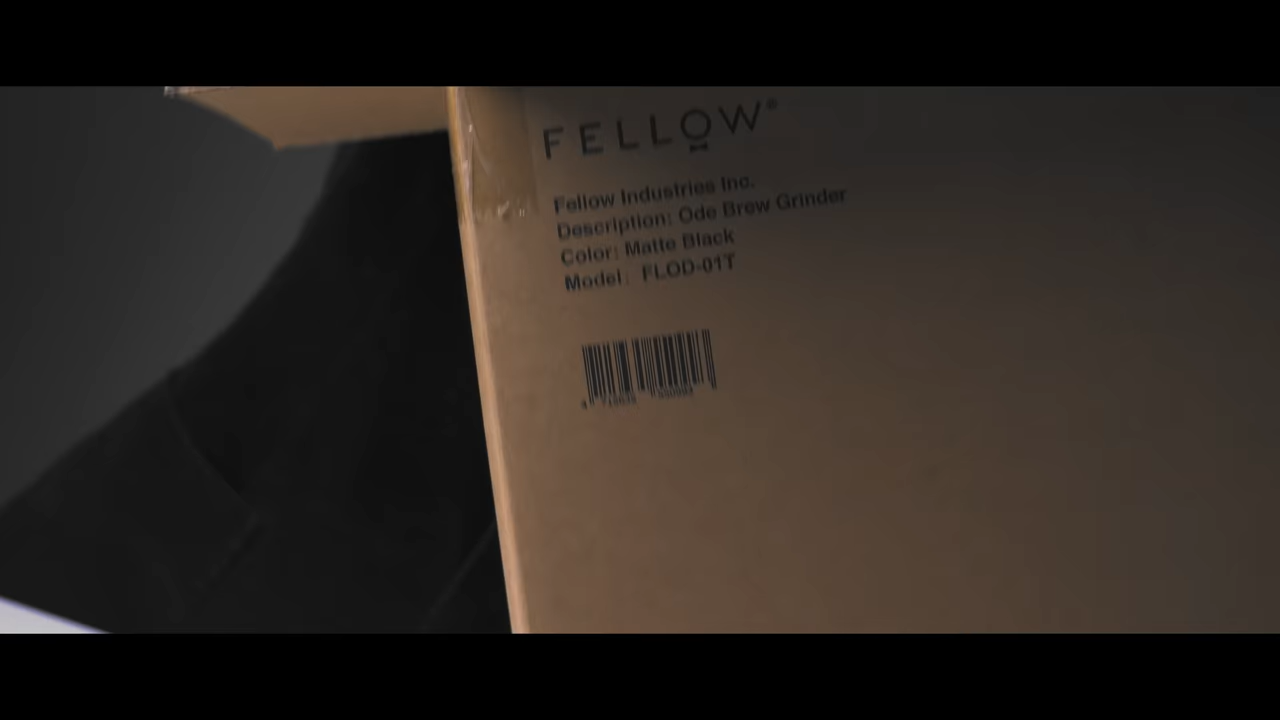 FELLOW®
Fellow Industries Inc.
Description: Ode Brew Grinder
Color: Matte Black
Model: FLOD-01T